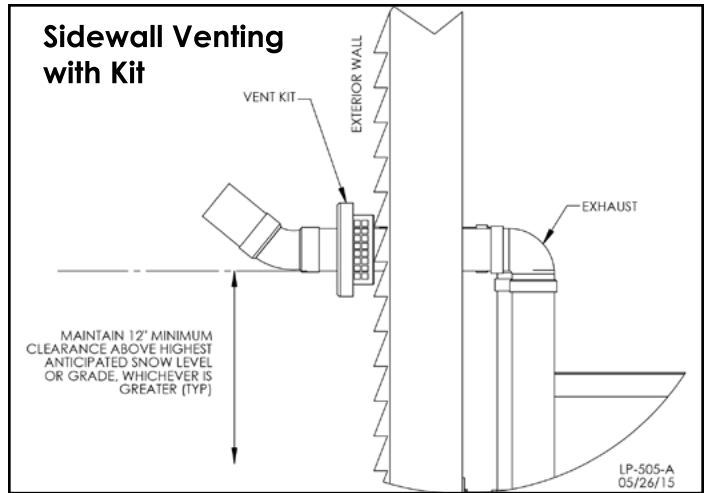 Sidewall Venting
with Kit
VENT KIT
EXTERIOR WALL
EXHAUST
MAINTAIN 12" MINIMUM
CLEARANCE ABOVE HIGHEST
ANTICIPATED SNOW LEVEL
OR GRADE, WHICHEVER IS
GREATER (TYP)
LP-505-A
05/26/15